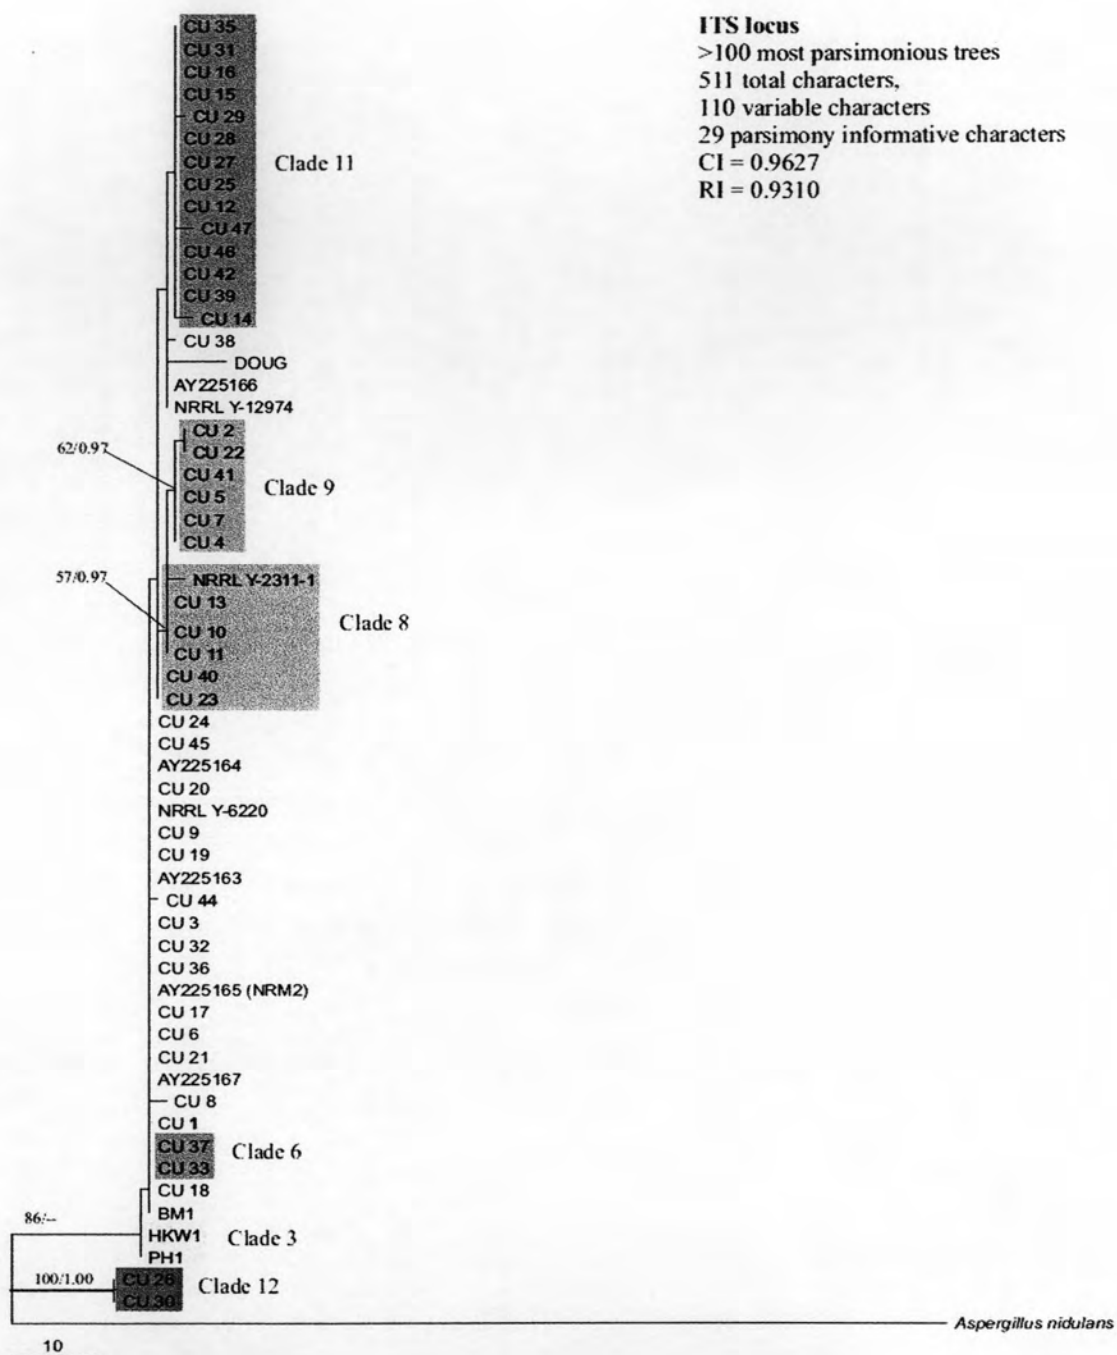 ITS locus
>100 most parsimonious trees
511 total characters,
110 variable characters
29 parsimony informative characters
CI = 0.9627
RI = 0.9310
CU 35
CU 31
CU 16
CU 15
CU 29
CU 28
CU 27
Clade 11
CU 25
CU 12
CU 47
CU 46
CU 42
CU 39
CU 14
CU 38
DOUG
AY225166
NRRL Y-12974
CU 2
62/0.97
CU 22
CU 41
Clade 9
CU 5
CU 7
CU 4
57/0.97
NRRL Y-2311-1
CU 13
Clade 8
CU 10
CU 11
CU 40
CU 23
CU 24
CU 45
AY225164
CU 20
NRRL Y-6220
CU 9
CU 19
AY225163
CU 44
CU 3
CU 32
CU 36
AY225165 (NRM2)
CU 17
CU 6
CU 21
AY225167
CU 8
CU 1
CU 37
Clade 6
CU 33
CU 18
BM1
86/--
HKW1
Clade 3
PH1
100/1.00
CU 26
Clade 12
CU 30
Aspergillus nidulans
10